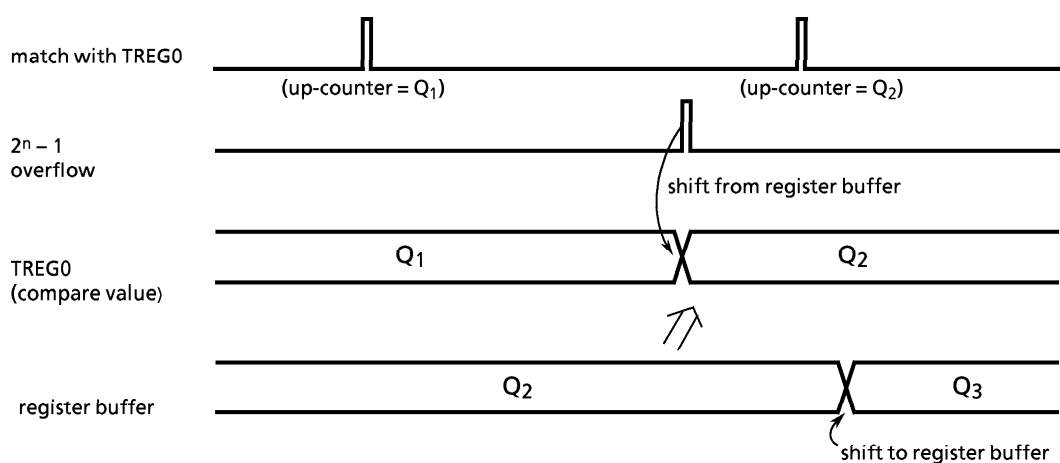 match with TREG0
(up-counter = Q1)
(up-counter = Q2)
2n – 1
overflow
shift from register buffer
TREG0
(compare value)
Q1
Q2
register buffer
Q2
Q3
shift to register buffer